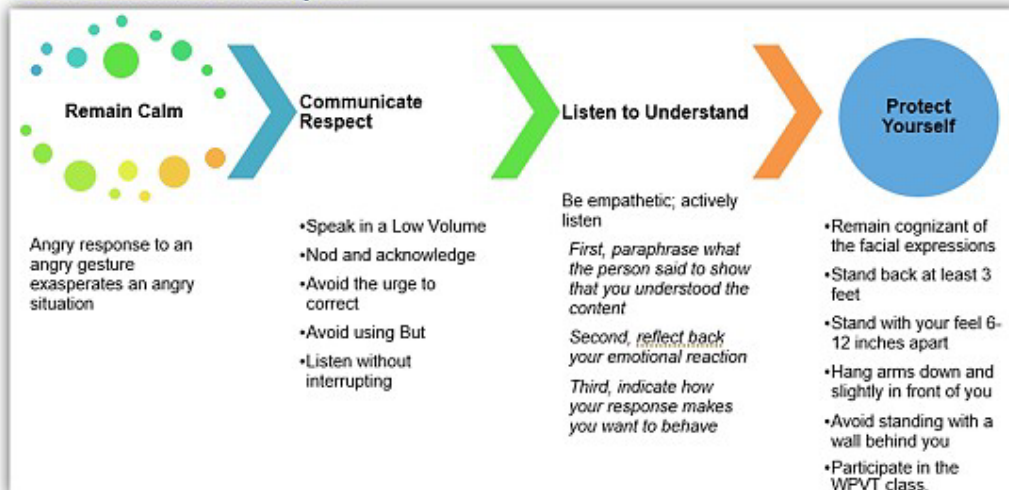 Remain Calm
Angry response to an
angry gesture
exasperates an angry
situation
Communicate
Respect
•Speak in a Low Volume
•Nod and acknowledge
•Avoid the urge to
correct
•Avoid using But
•Listen without
interrupting
Listen to Understand
Be empathetic; actively
listen
First, paraphrase what
the person said to show
that you understood the
content
Second, reflect back
your emotional reaction
Third, indicate how
your response makes
you want to behave
Protect
Yourself
•Remain cognizant of
the facial expressions
•Stand back at least 3
feet
•Stand with your feel 6-
12 inches apart
•Hang arms down and
slightly in front of you
•Avoid standing with a
wall behind you
•Participate in the
WPVT class.